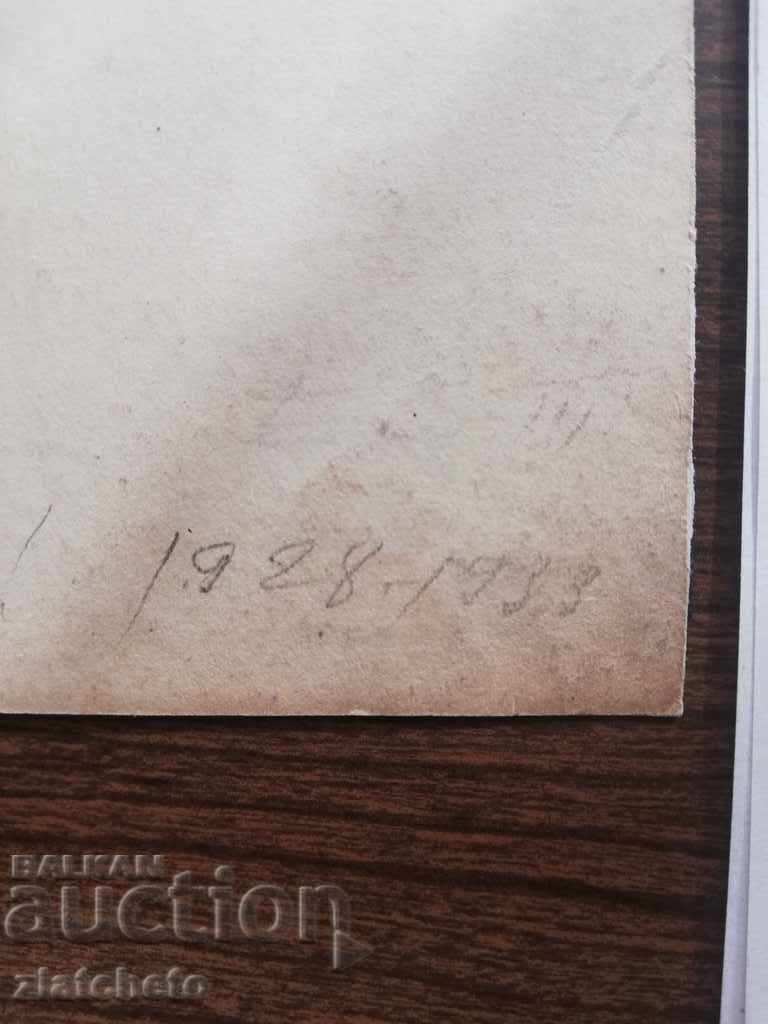 1928-1933
BALKAN
auction
zlatcheto